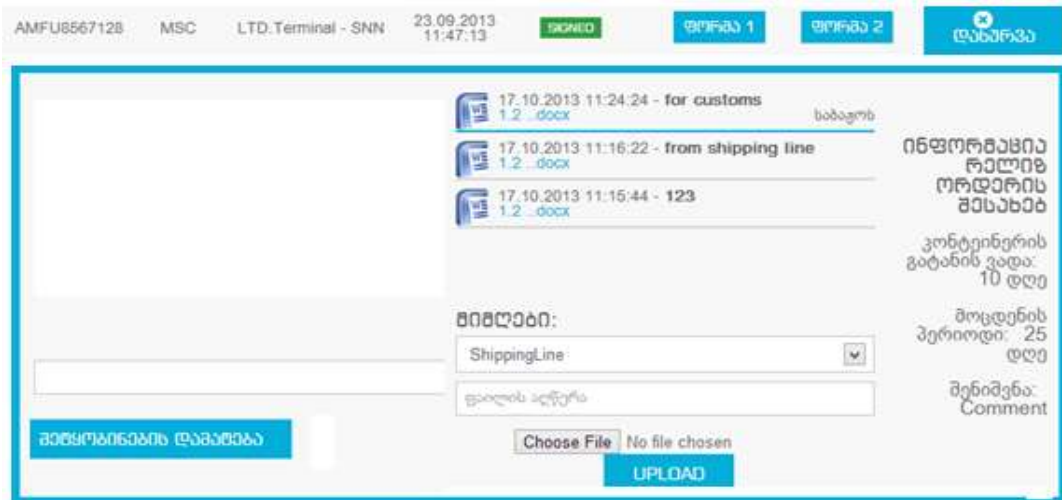 AMFU8567128 MSC LTD.Terminal - SNN 23.09.2013 11:47:13 SIGNED ფორმა 1 ფორმა 2 დახურვა
17.10.2013 11:24:24 - for customs
1.2 ...docx
საბაჟოს
17.10.2013 11:16:22 - from shipping line
1.2 ...docx
17.10.2013 11:15:44 - 123
1.2 ...docx
მიმღები:
ShippingLine
ფაილის აღწერა
Choose File No file chosen
UPLOAD
შეტყობინების დამატება
ინფორმაცია
რელიზ
ორდერის
შესახებ
კონტეინერის
გატანის ვადა:
10 დღე
მოცდენის
პერიოდი: 25
დღე
შენიშვნა:
Comment